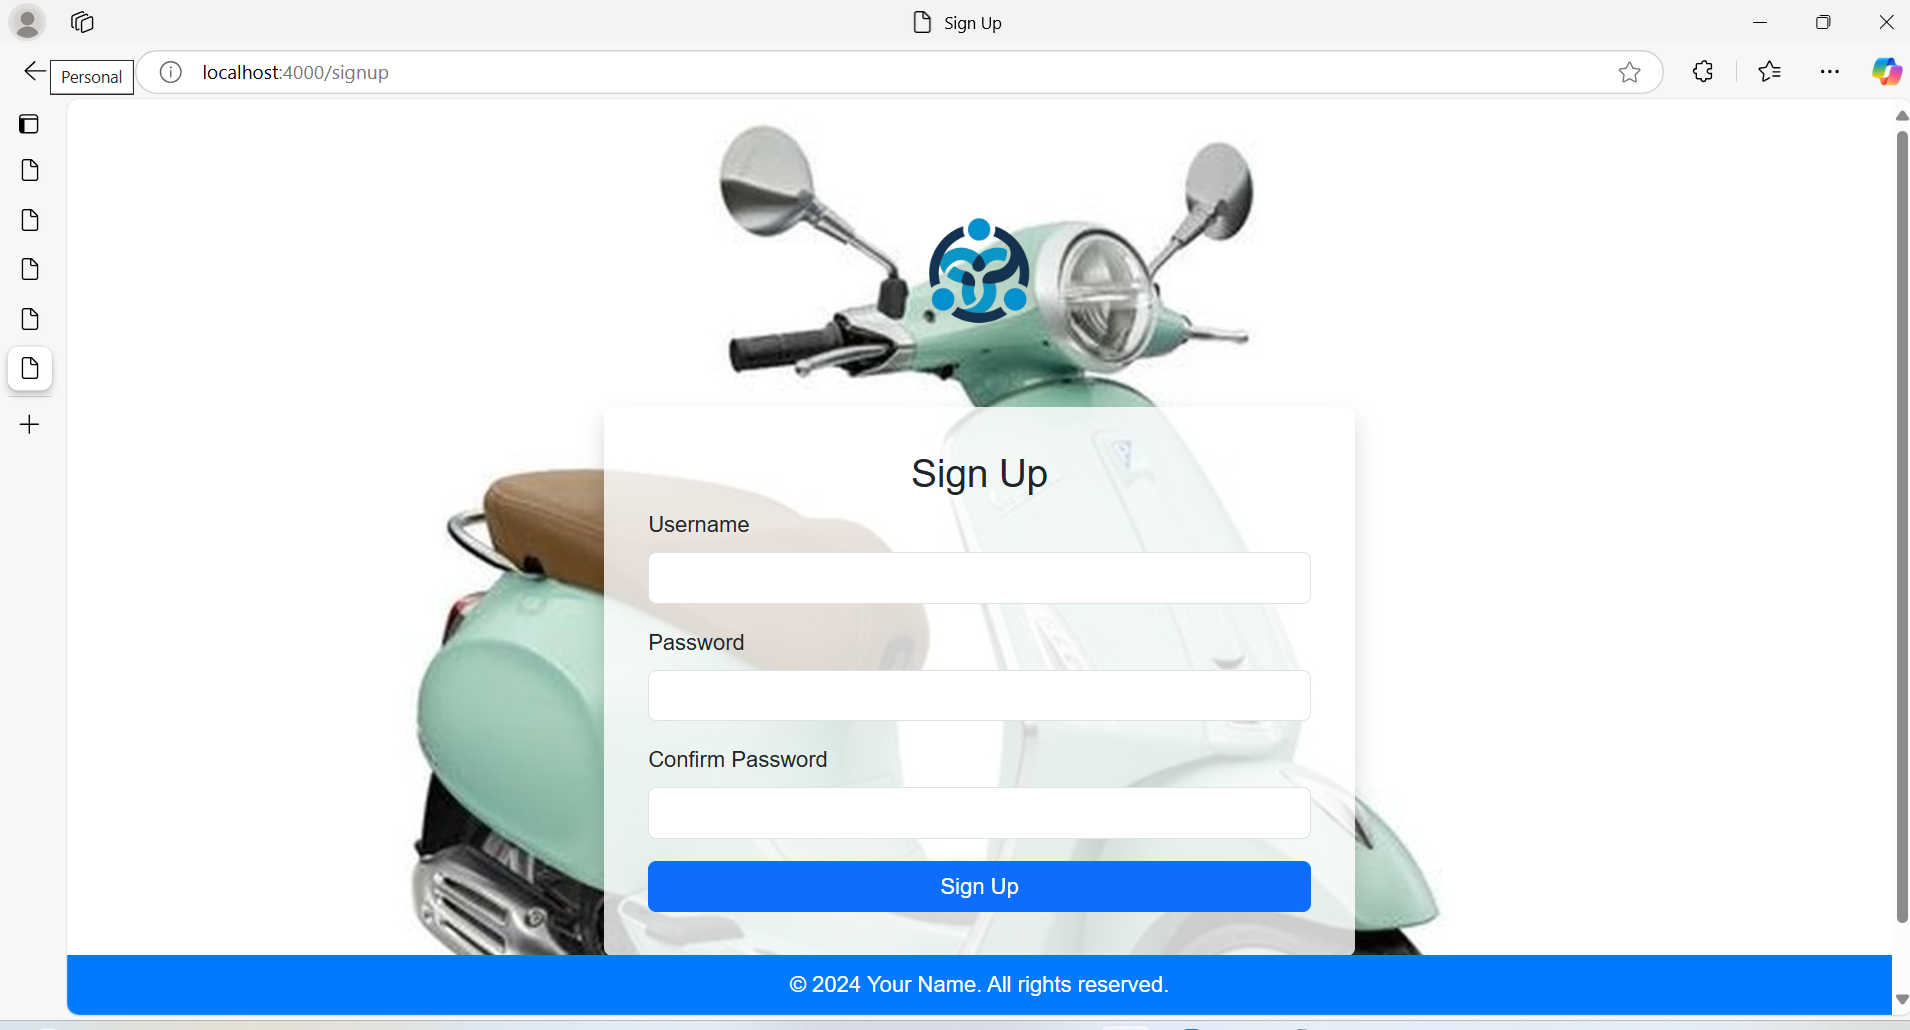 Sign Up
Personal
localhost:4000/signup
Sign Up
Username
Password
Confirm Password
Sign Up
© 2024 Your Name. All rights reserved.